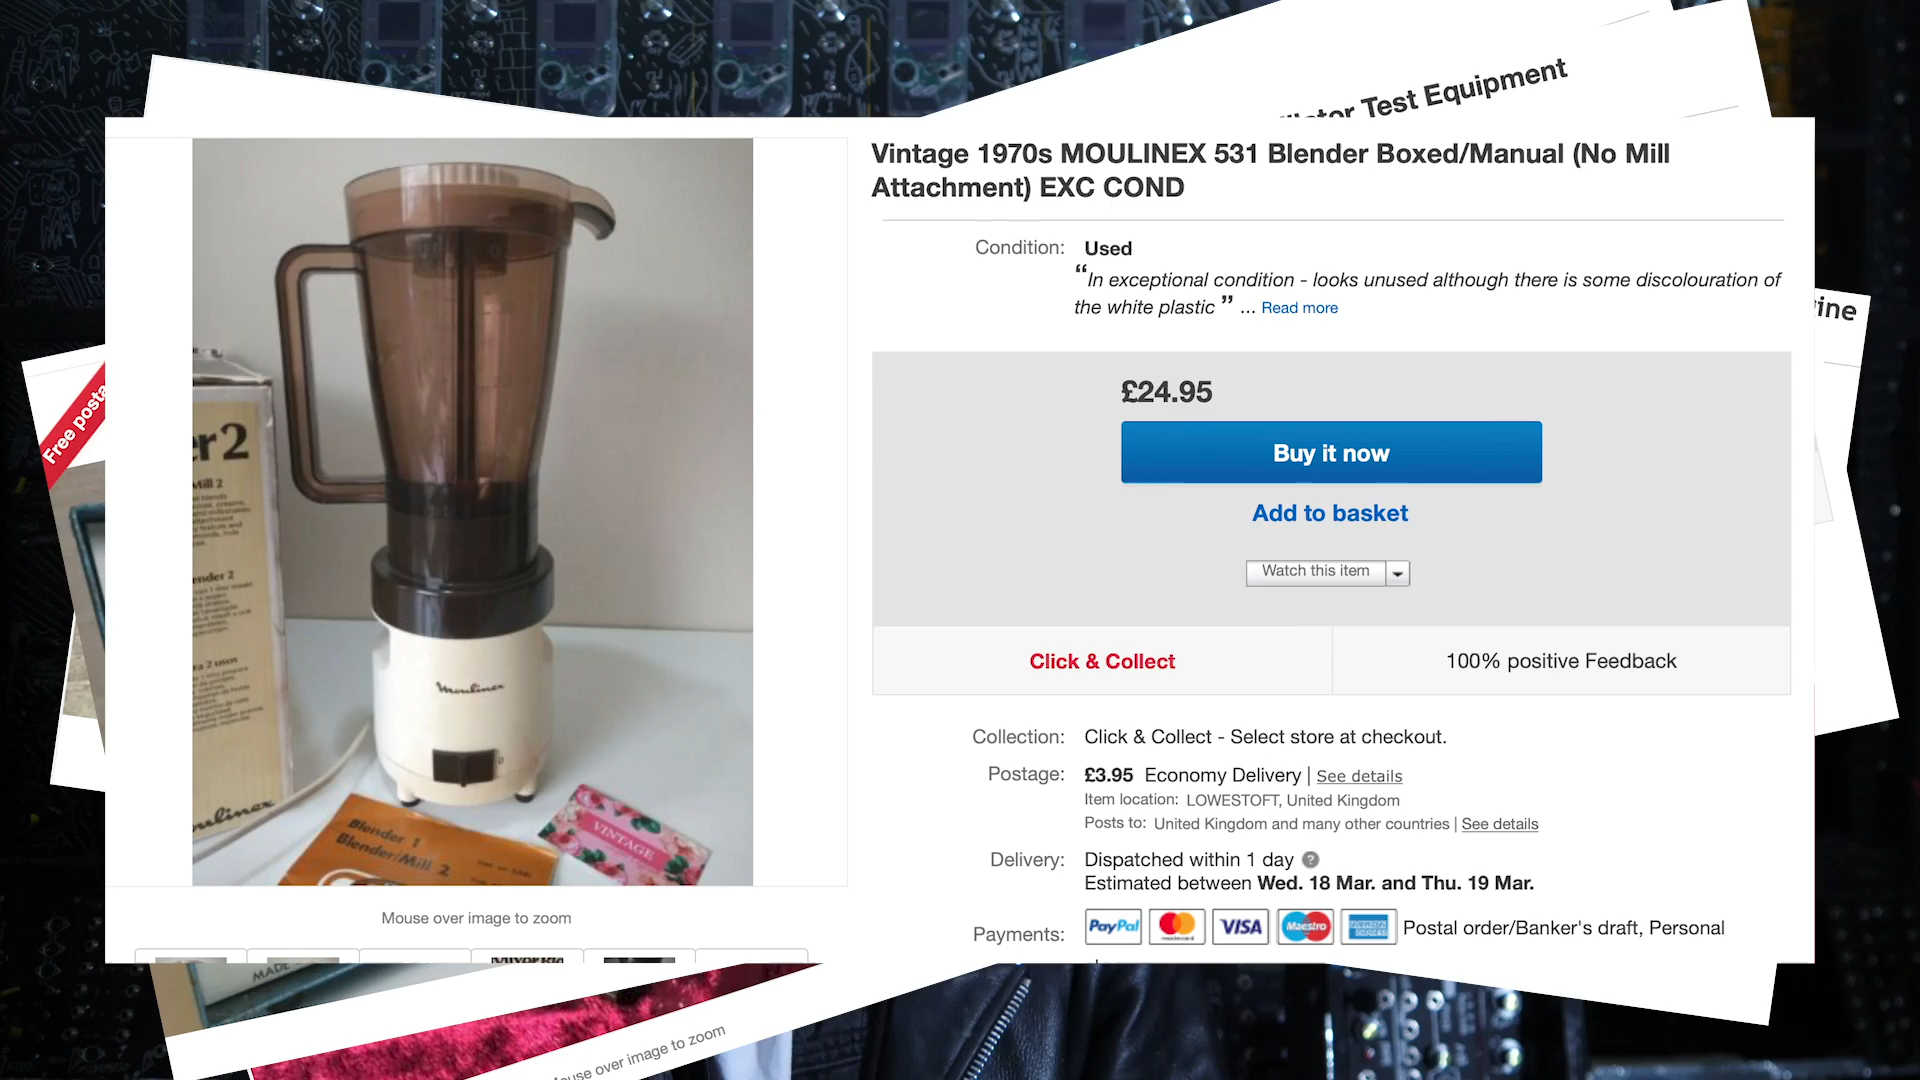 Test Equipment
Vintage 1970s MOULINEX 531 Blender Boxed/Manual (No Mill
Attachment) EXC COND
Condition: Used
“In exceptional condition - looks unused although there is some discolouration of
the white plastic ” ... Read more
£24.95
Buy it now
Add to basket
Watch this item
Click & Collect
100% positive Feedback
Collection: Click & Collect - Select store at checkout.
Postage: £3.95 Economy Delivery | See details
Item location: LOWESTOFT, United Kingdom
Posts to: United Kingdom and many other countries | See details
Delivery: Dispatched within 1 day
Estimated between Wed. 18 Mar. and Thu. 19 Mar.
Payments: PayPal mastercard VISA Maestro Postal order/Banker's draft, Personal
Free
er2
Mill 2
Moulinex
Blender 1
Blender/Mill 2
VINTAGE
Mouse over image to zoom
MADE
over image to zoom